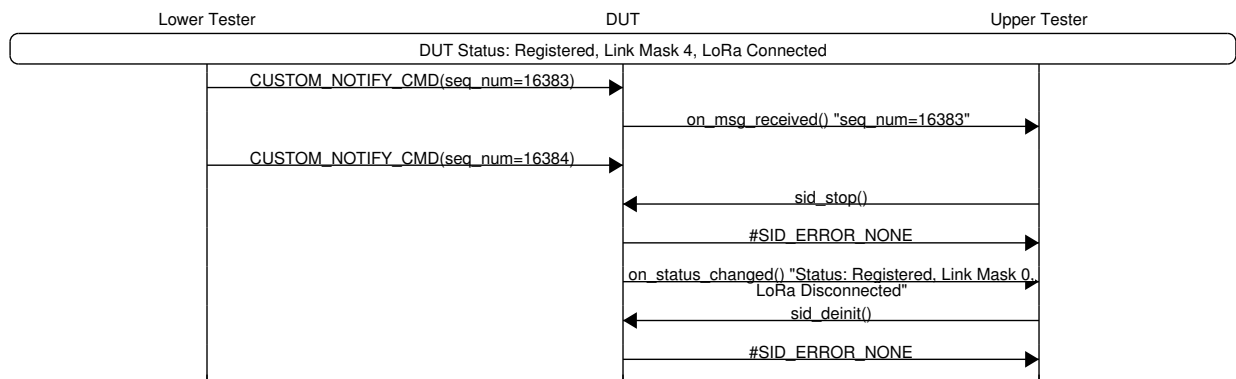 Lower Tester DUT Upper Tester
DUT Status: Registered, Link Mask 4, LoRa Connected
CUSTOM_NOTIFY_CMD(seq_num=16383)
on_msg_received() "seq_num=16383"
CUSTOM_NOTIFY_CMD(seq_num=16384)
sid_stop()
#SID_ERROR_NONE
on_status_changed() "Status: Registered, Link Mask 0,
LoRa Disconnected"
sid_deinit()
#SID_ERROR_NONE